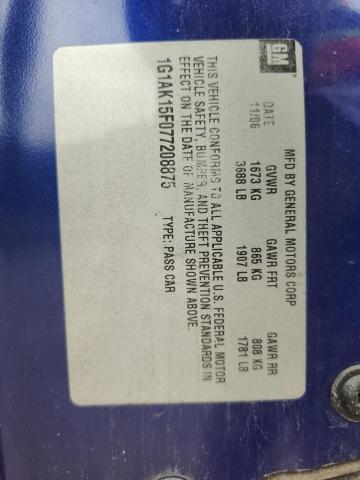 GM
MFD BY GENERAL MOTORS CORP
DATE GVWR GAWR FRT GAWR RR
11/06 1673 KG 865 KG 808 KG
3688 LB 1907 LB 1781 LB
THIS VEHICLE CONFORMS TO ALL APPLICABLE U.S. FEDERAL MOTOR
VEHICLE SAFETY, BUMPER, AND THEFT PREVENTION STANDARDS IN
EFFECT ON THE DATE OF MANUFACTURE SHOWN ABOVE.
1G1AK15F077208875 TYPE: PASS CAR